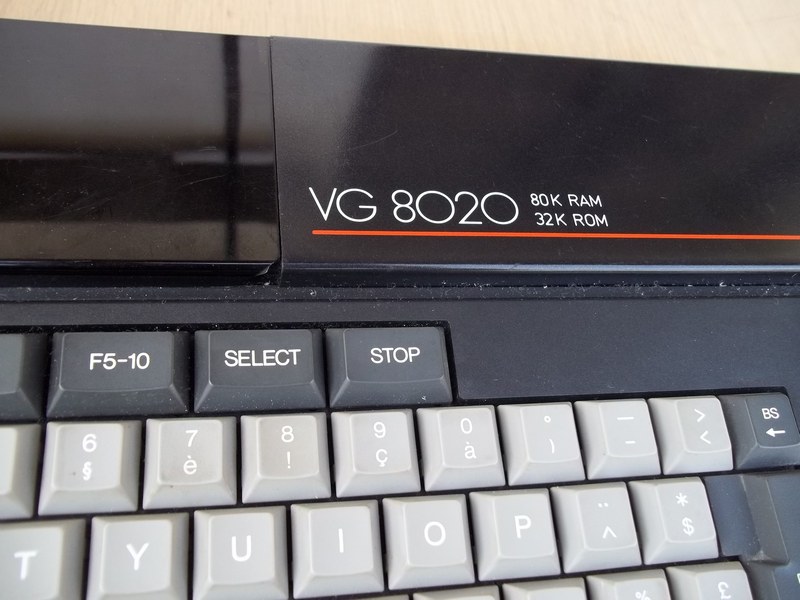 VG 8020 80K RAM
32K ROM
F5-10 SELECT STOP
6 7 8 9 0 ° _ > BS
§ è ! ç à ) - < ←
T Y U I O P ¨ *
^ $
% £